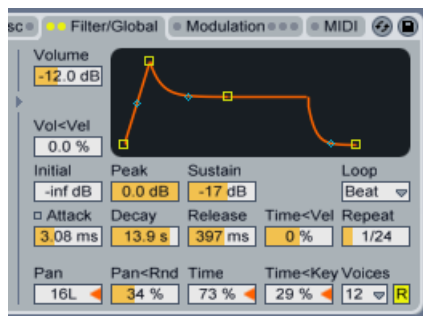 sc Filter/Global Modulation MIDI
Volume
-12.0 dB
Vol<Vel
0.0 %
Initial Peak Sustain Loop
-inf dB 0.0 dB -17 dB Beat
Attack Decay Release Time<Vel Repeat
3.08 ms 13.9 s 397 ms 0 % 1/24
Pan Pan<Rnd Time Time<Key Voices
16L 34 % 73 % 29 % 12 R